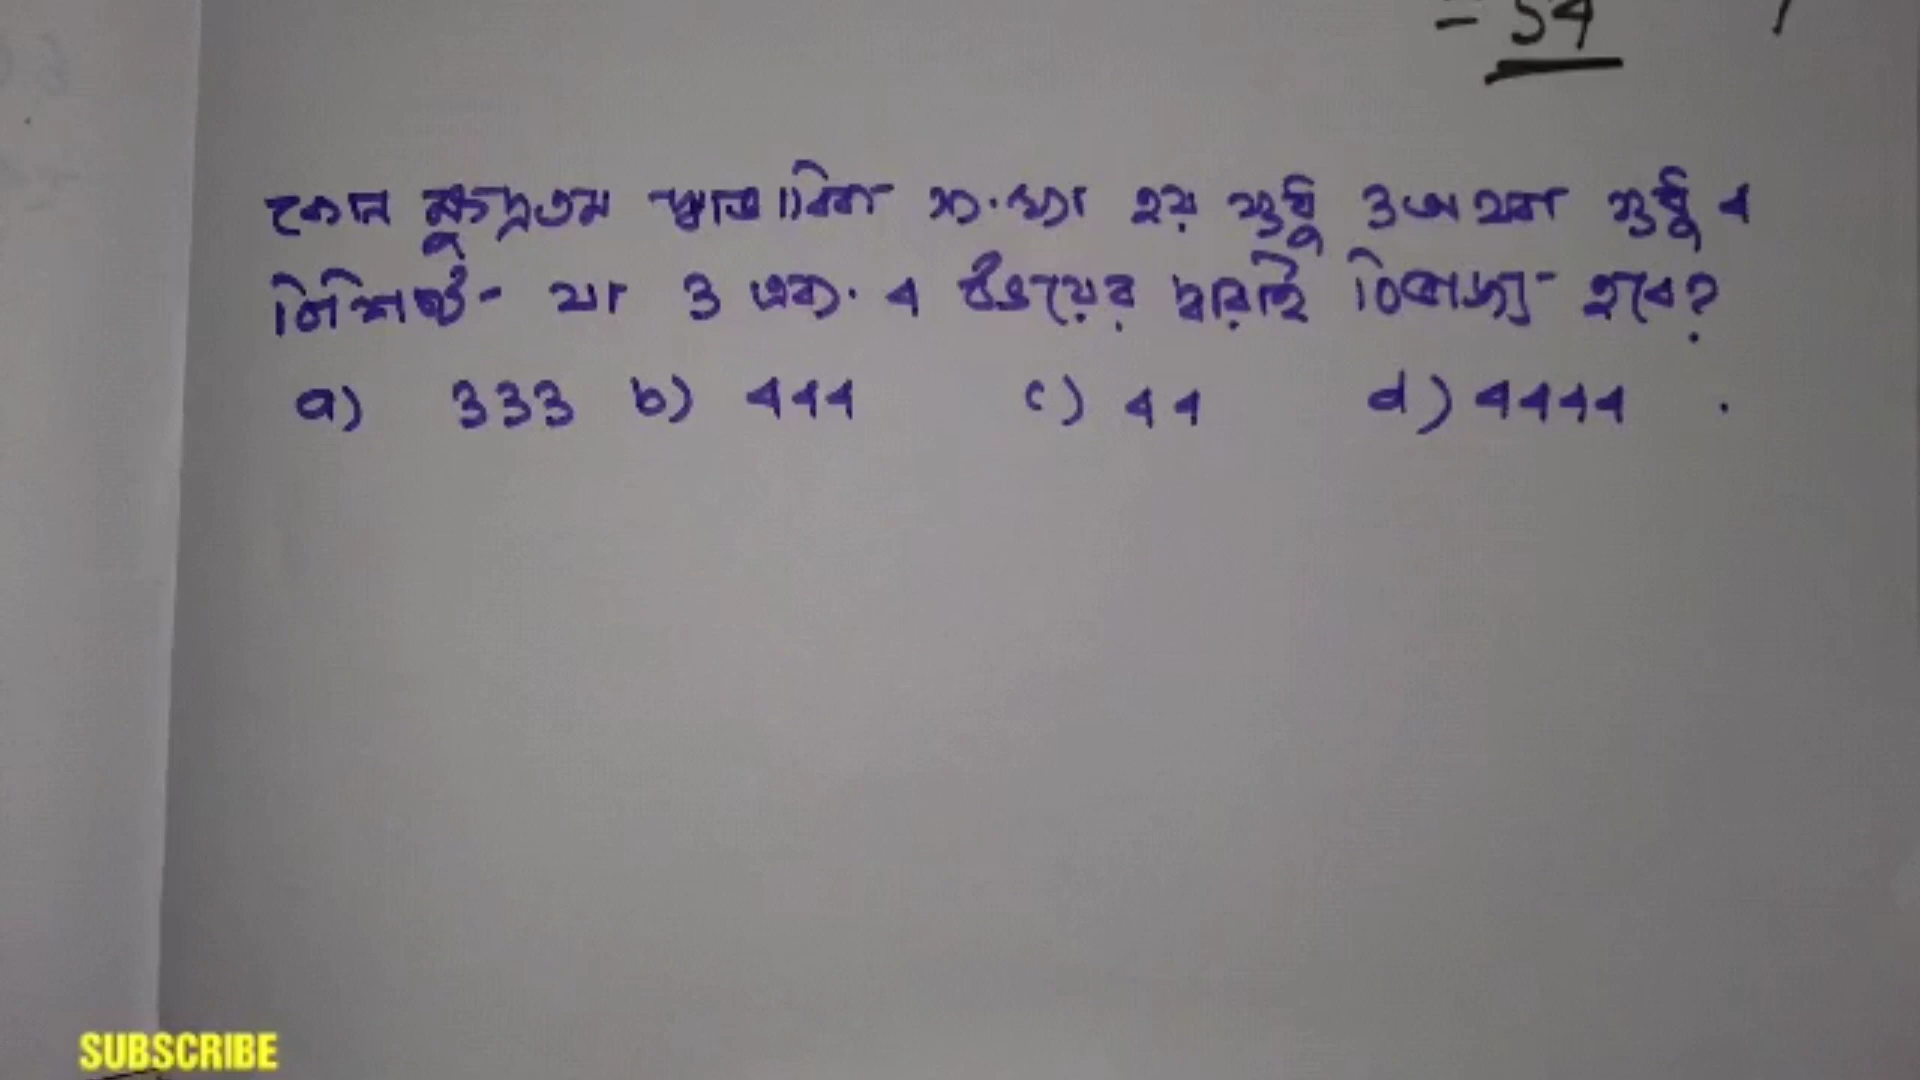 = 54
কোন ক্ষুদ্রতম স্বাভাবিক সংখ্যা হয় শুধু 3 অথবা শুধু 4
বিশিষ্ট যা 3 এবং 4 উভয়ের দ্বারাই বিভাজ্য হবে?
a) 333 b) 444 c) 44 d) 4444 .
SUBSCRIBE